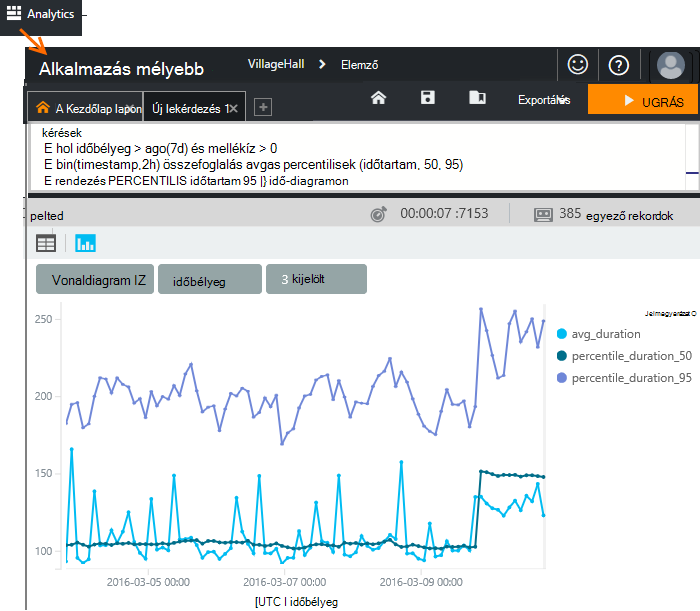 Analytics
Alkalmazás mélyebb
VillageHall
Elemző
A Kezdőlap lapon
Új lekérdezés 1
Exportálás
UGRÁS
kérések
E hol időbélyeg > ago(7d) és mellékíz > 0
E bin(timestamp,2h) összefoglalás avgas percentilisek (időtartam, 50, 95)
E rendezés PERCENTILIS időtartam 95 |} idő-diagramon
pelted
00:00:07 :7153
385 egyező rekordok
Vonaldiagram IZ
időbélyeg
3 kijelölt
250
200
150
100
2016-03-05 00:00
2016-03-07 00:00
2016-03-09 00:00
[UTC I időbélyeg
avg_duration
percentile_duration_50
percentile_duration_95